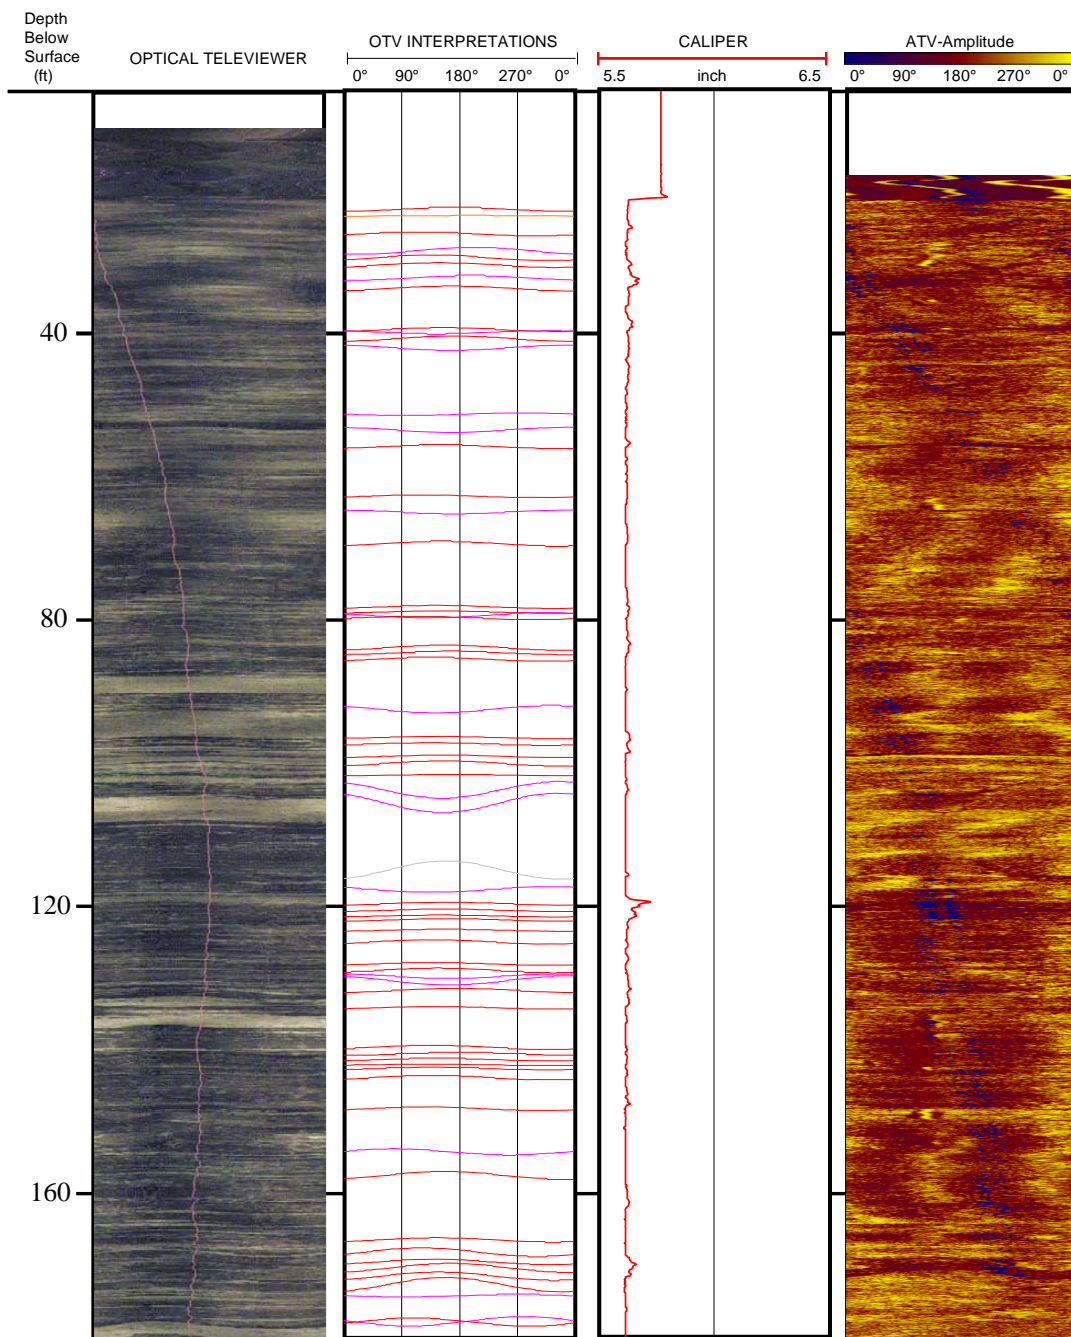 Depth
Below
Surface
(ft)
OPTICAL TELEVIEWER
OTV INTERPRETATIONS
0° 90° 180° 270° 0°
CALIPER
5.5 inch 6.5
ATV-Amplitude
0° 90° 180° 270° 0°
40
80
120
160